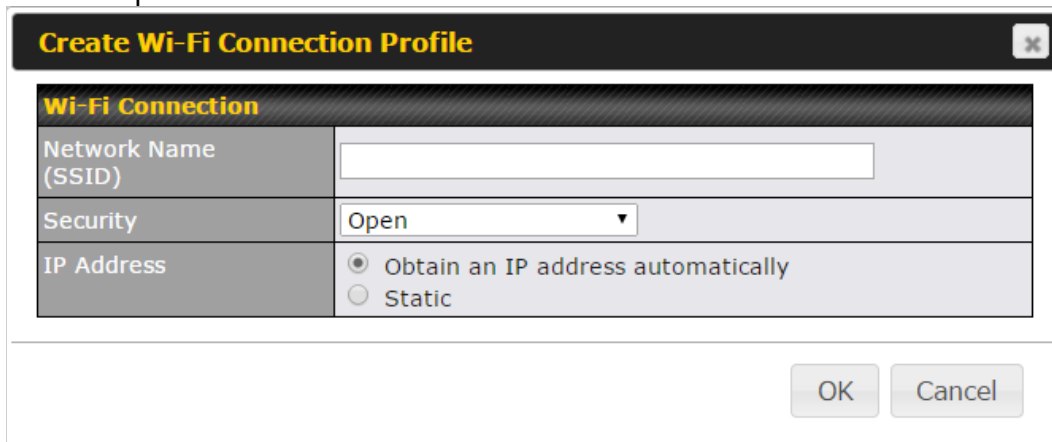 Create Wi-Fi Connection Profile
Wi-Fi Connection
Network Name
(SSID)
Security
Open
IP Address
Obtain an IP address automatically
Static
OK
Cancel